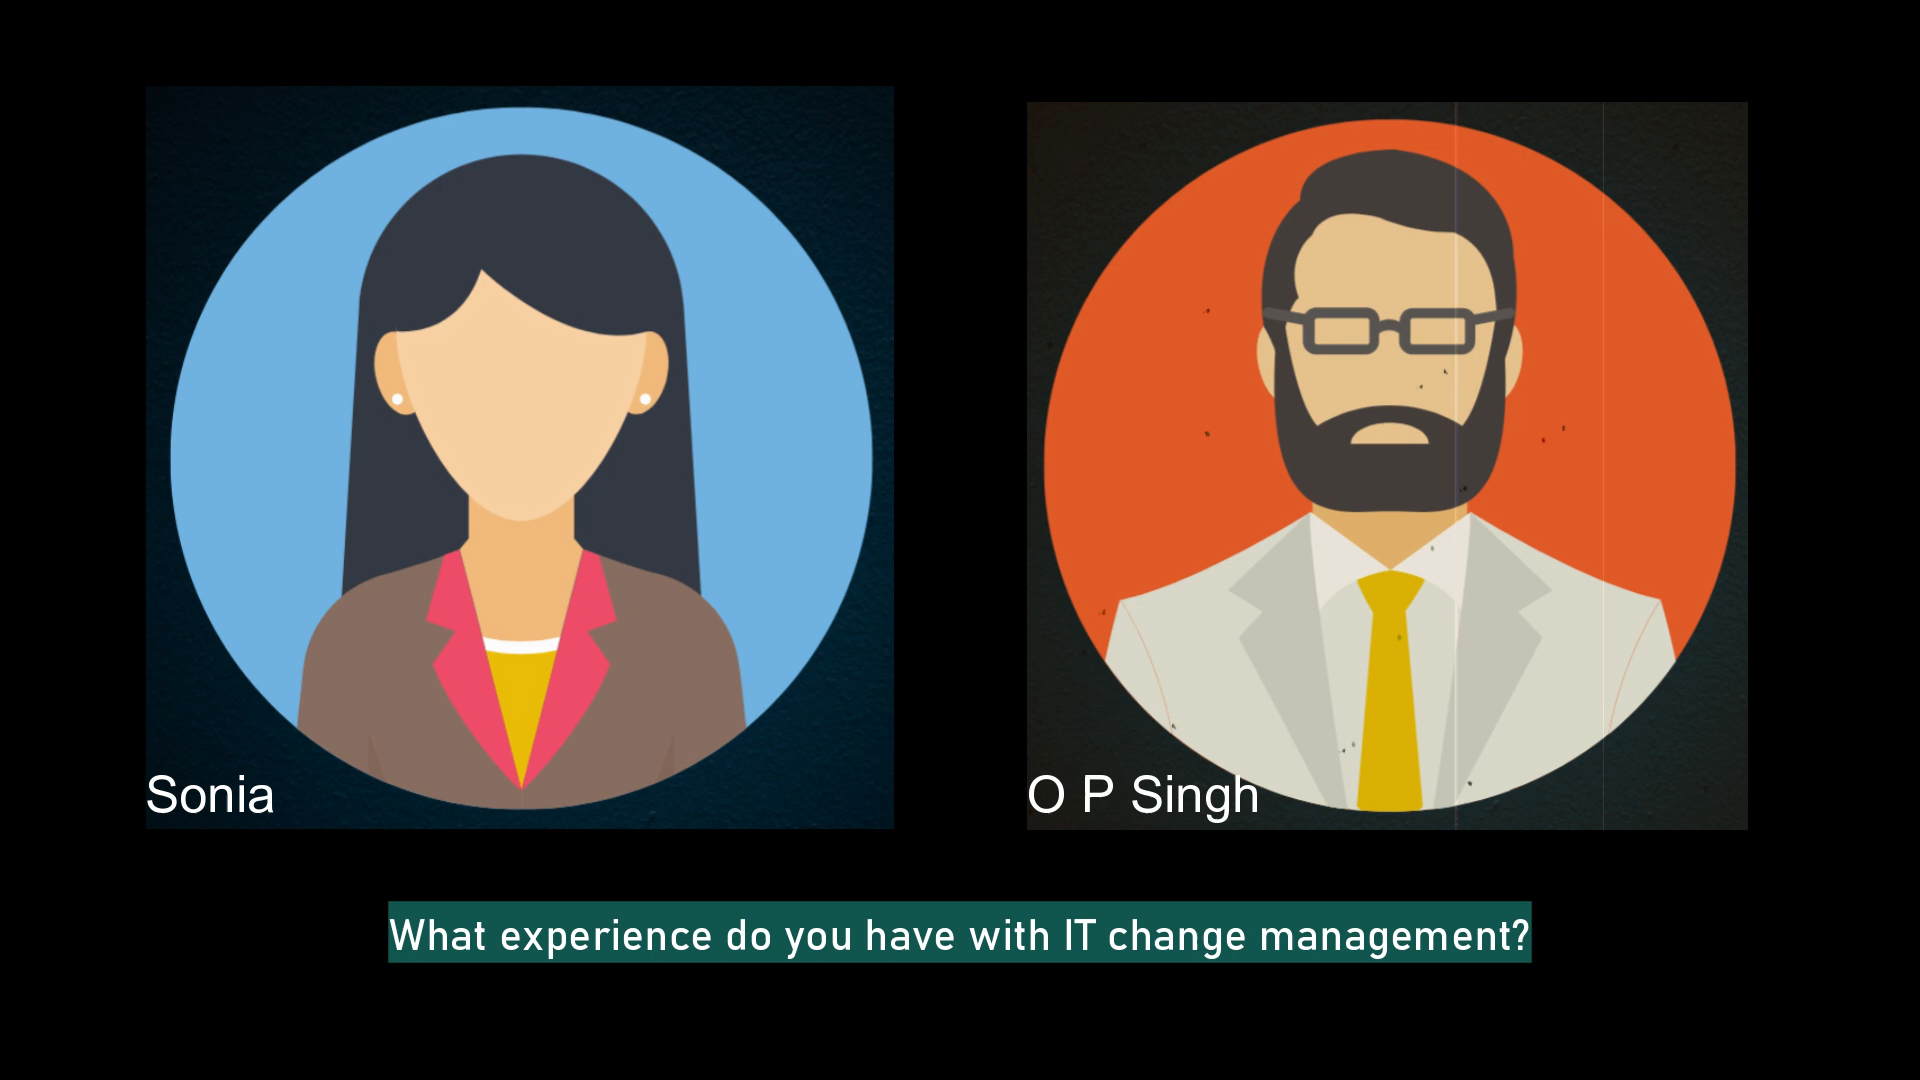 Sonia
O P Singh
What experience do you have with IT change management?